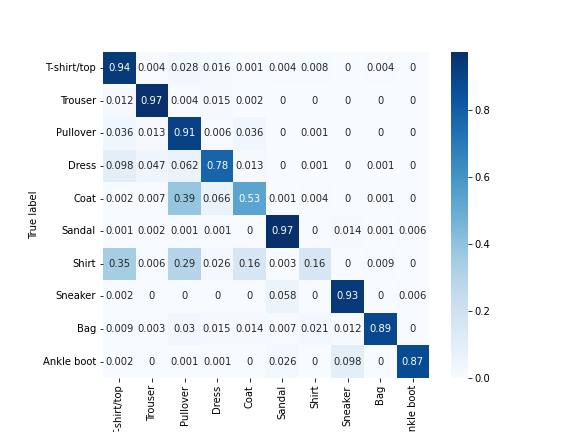 T-shirt/top 0.94 0.004 0.028 0.016 0.001 0.004 0.008 0 0.004 0
Trouser 0.012 0.97 0.004 0.015 0.002 0 0 0 0 0
Pullover 0.036 0.013 0.91 0.006 0.036 0 0.001 0 0 0
Dress 0.098 0.047 0.062 0.78 0.013 0 0.001 0 0.001 0
Coat 0.002 0.007 0.39 0.066 0.53 0.001 0.004 0 0.001 0
Sandal 0.001 0.002 0.001 0.001 0 0.97 0 0.014 0.001 0.006
Shirt 0.35 0.006 0.29 0.026 0.16 0.003 0.16 0 0.009 0
Sneaker 0.002 0 0 0 0 0.058 0 0.93 0 0.006
Bag 0.009 0.003 0.03 0.015 0.014 0.007 0.021 0.012 0.89 0
Ankle boot 0.002 0 0.001 0.001 0 0.026 0 0.098 0 0.87
True label
-shirt/top Trouser Pullover Dress Coat Sandal Shirt Sneaker Bag nkle boot
0.8
0.6
0.4
0.2
0.0